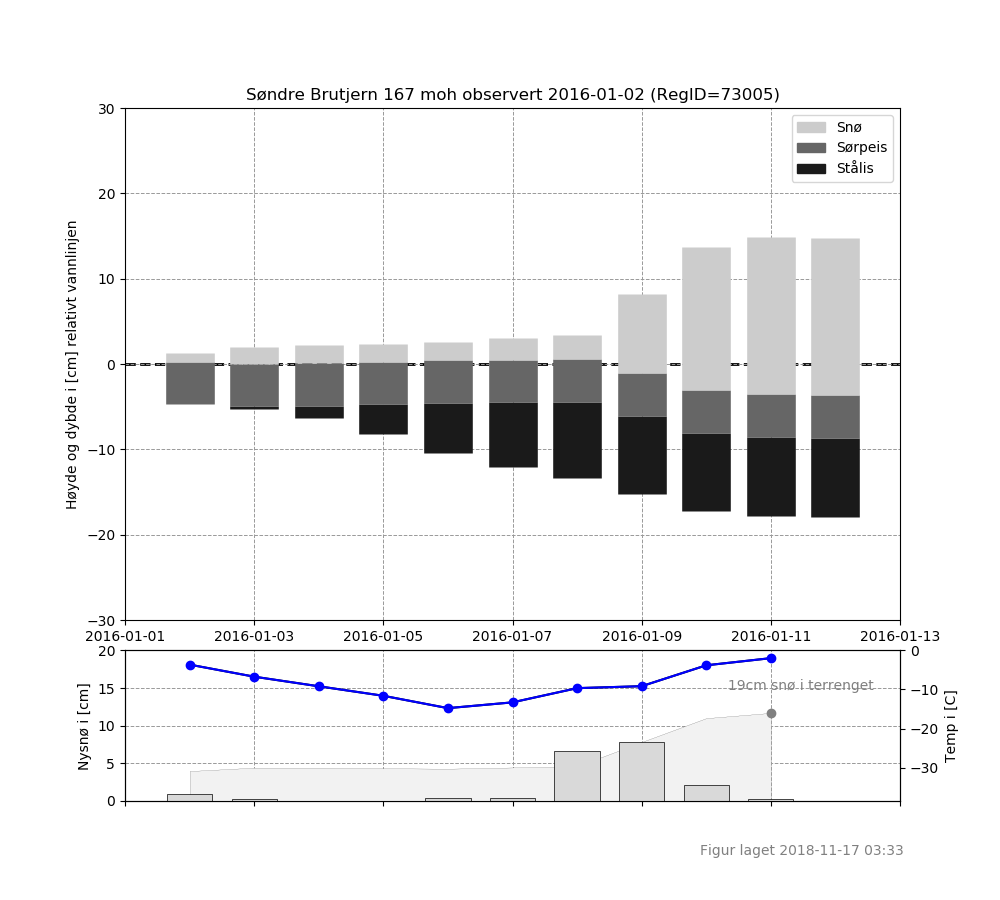 Søndre Brutjern 167 moh observert 2016-01-02 (RegID=73005)
Høyde og dybde i [cm] relativt vannlinjen
30
20
10
0
−10
−20
−30
Snø
Sørpeis
Stålis
2016-01-01 2016-01-03 2016-01-05 2016-01-07 2016-01-09 2016-01-11 2016-01-13
Nysnø i [cm]
20
15
10
5
0
19cm snø i terrenget
0
−10
−20
−30
Temp i [C]
Figur laget 2018-11-17 03:33